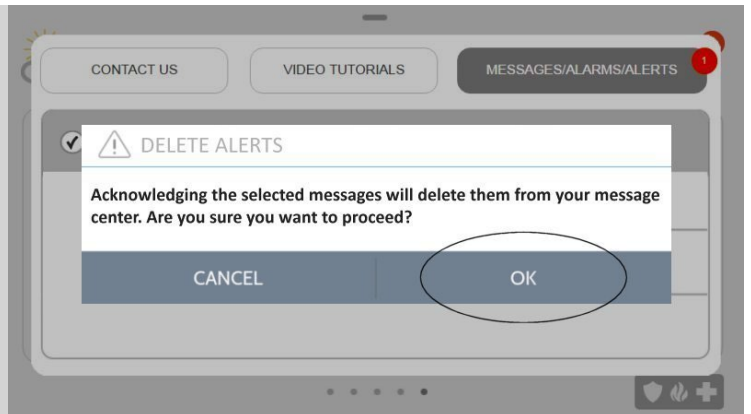 CONTACT US
VIDEO TUTORIALS
MESSAGES/ALARMS/ALERTS
1
DELETE ALERTS
Acknowledging the selected messages will delete them from your message
center. Are you sure you want to proceed?
CANCEL
OK